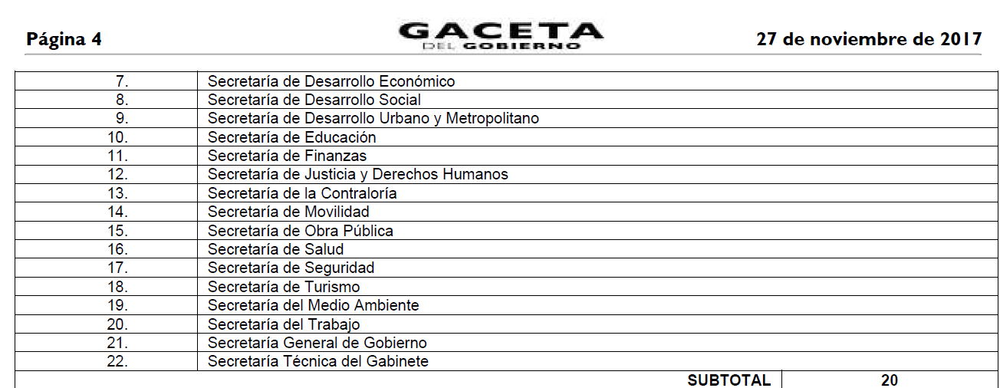 Página 4
GACETA
DEL GOBIERNO
27 de noviembre de 2017
7. Secretaría de Desarrollo Económico
8. Secretaría de Desarrollo Social
9. Secretaría de Desarrollo Urbano y Metropolitano
10. Secretaría de Educación
11. Secretaría de Finanzas
12. Secretaría de Justicia y Derechos Humanos
13. Secretaría de la Contraloría
14. Secretaría de Movilidad
15. Secretaría de Obra Pública
16. Secretaría de Salud
17. Secretaría de Seguridad
18. Secretaría de Turismo
19. Secretaría del Medio Ambiente
20. Secretaría del Trabajo
21. Secretaría General de Gobierno
22. Secretaría Técnica del Gabinete
SUBTOTAL 20